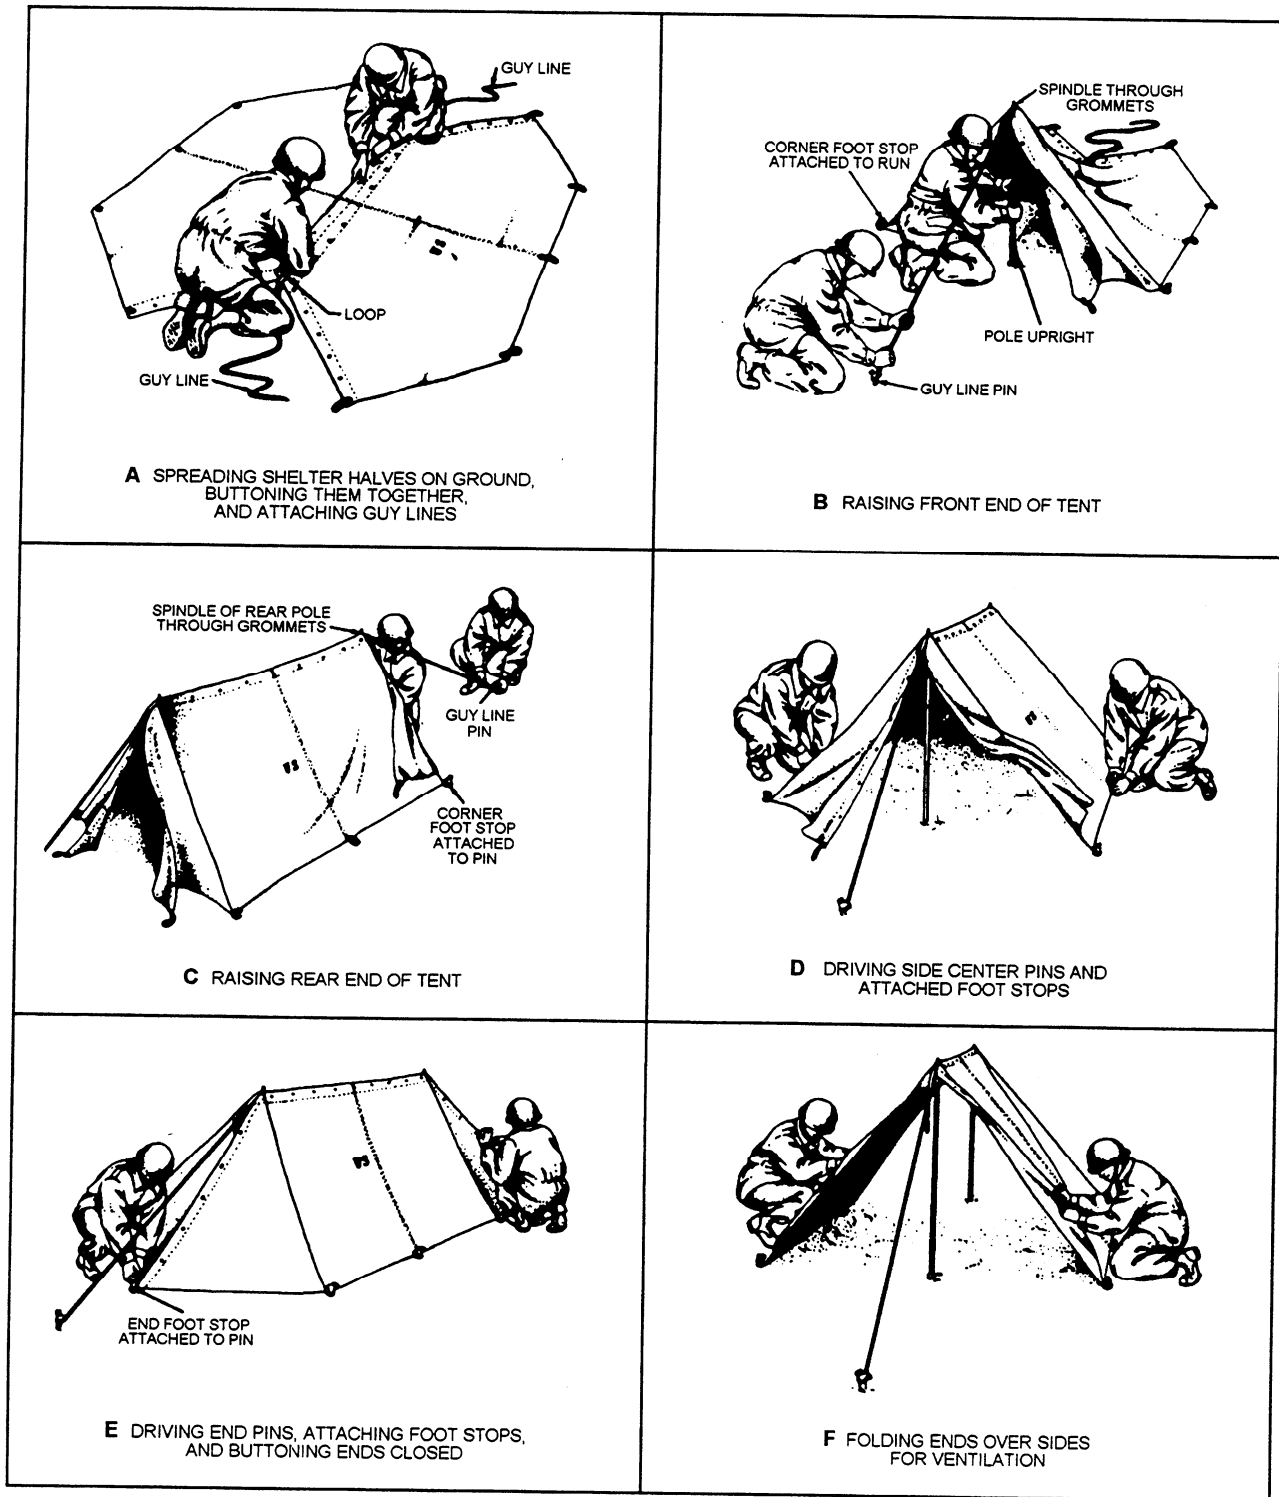 GUY LINE
LOOP
GUY LINE
US
A SPREADING SHELTER HALVES ON GROUND,
BUTTONING THEM TOGETHER,
AND ATTACHING GUY LINES
SPINDLE THROUGH
GROMMETS
CORNER FOOT STOP
ATTACHED TO RUN
POLE UPRIGHT
GUY LINE PIN
B RAISING FRONT END OF TENT
SPINDLE OF REAR POLE
THROUGH GROMMETS
GUY LINE
PIN
US
CORNER
FOOT STOP
ATTACHED
TO PIN
C RAISING REAR END OF TENT
US
D DRIVING SIDE CENTER PINS AND
ATTACHED FOOT STOPS
US
END FOOT STOP
ATTACHED TO PIN
E DRIVING END PINS, ATTACHING FOOT STOPS,
AND BUTTONING ENDS CLOSED
F FOLDING ENDS OVER SIDES
FOR VENTILATION